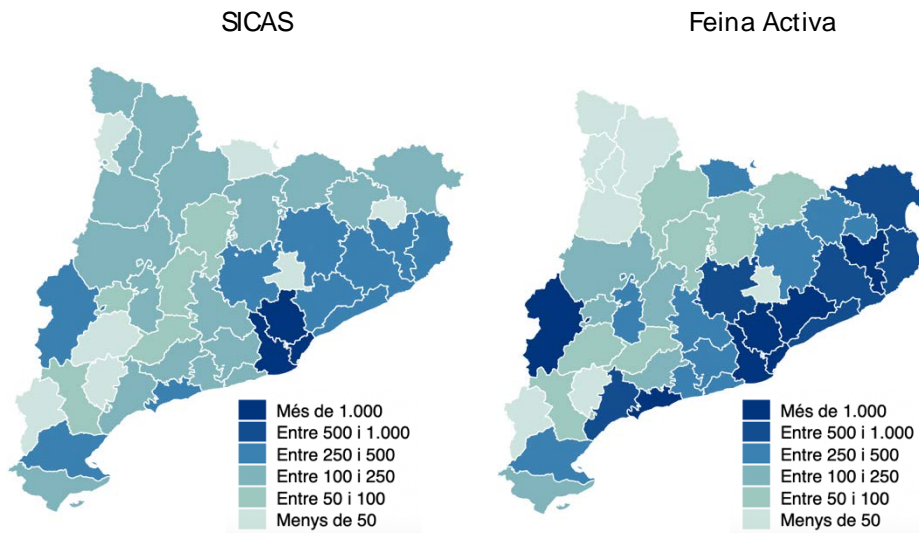 SICAS
Feina Activa
Més de 1.000
Entre 500 i 1.000
Entre 250 i 500
Entre 100 i 250
Entre 50 i 100
Menys de 50
Més de 1.000
Entre 500 i 1.000
Entre 250 i 500
Entre 100 i 250
Entre 50 i 100
Menys de 50